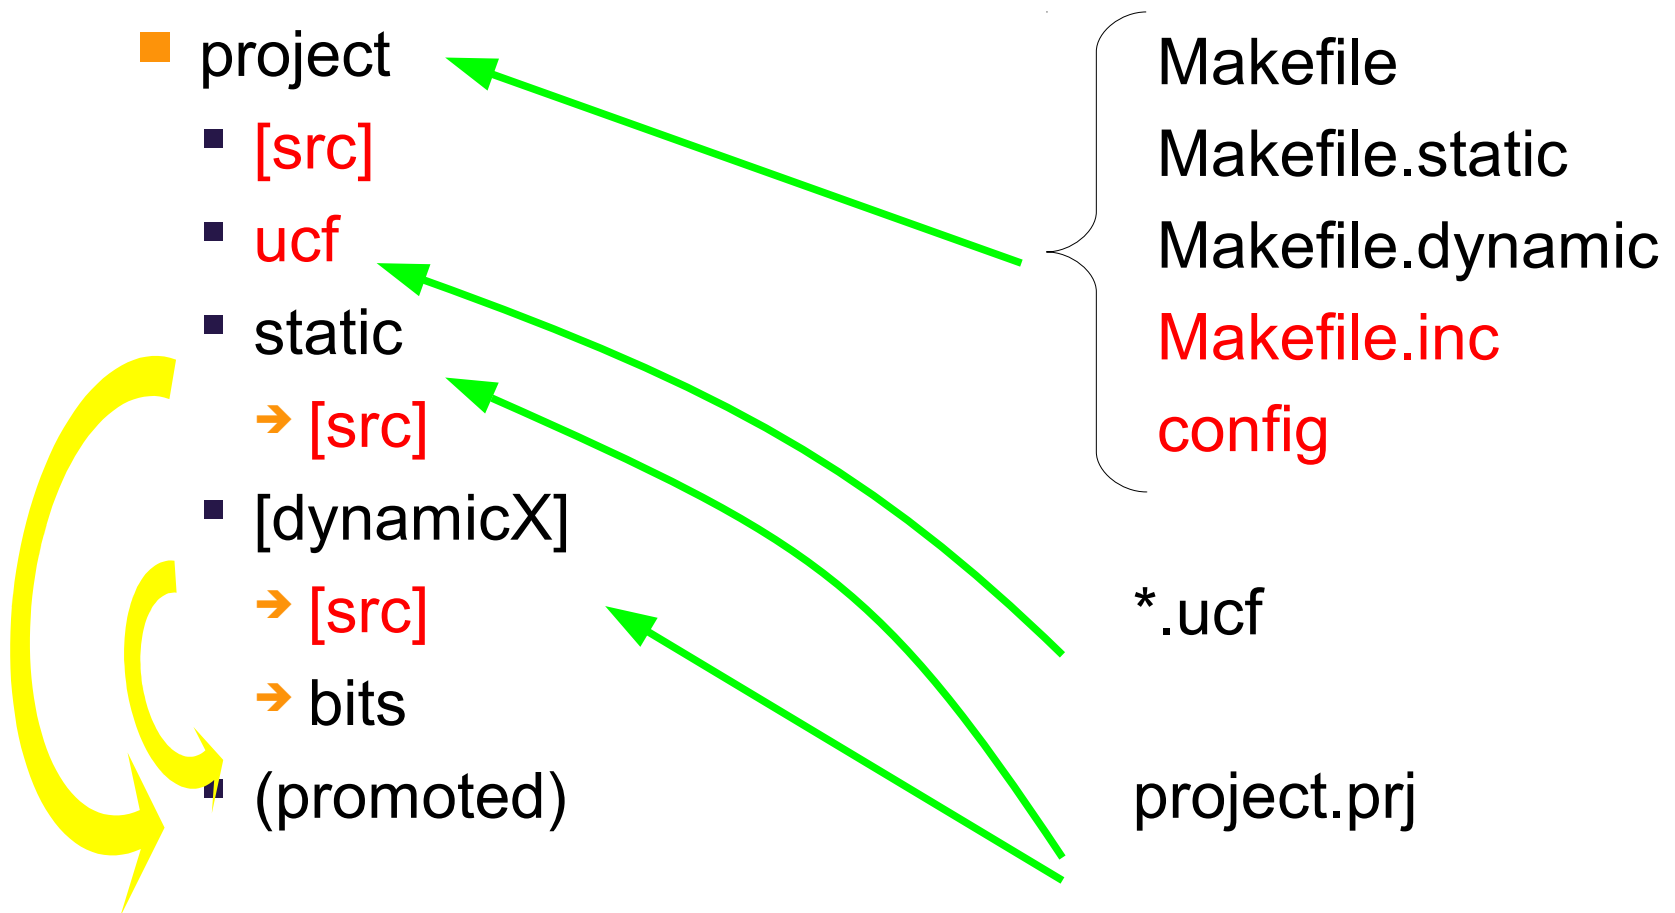 project
[src]
ucf
static
[src]
[dynamicX]
[src]
bits
(promoted)
Makefile
Makefile.static
Makefile.dynamic
Makefile.inc
config
*.ucf
project.prj